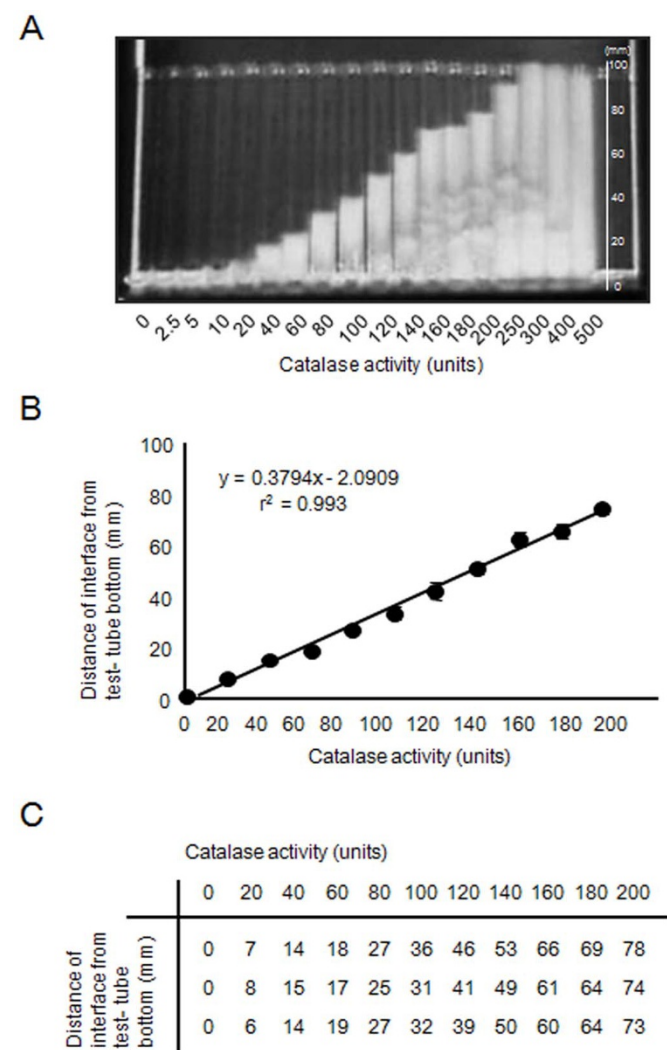 A
(mm)
100
80
60
40
20
0
0 2.5 5 10 20 40 60 80 100 120 140 160 180 200 250 300 400 500
Catalase activity (units)
B
100
80
60
40
20
0
y = 0.3794x - 2.0909
r² = 0.993
Distance of interface from
test- tube bottom (mm)
0 20 40 60 80 100 120 140 160 180 200
Catalase activity (units)
C
Catalase activity (units)
0 20 40 60 80 100 120 140 160 180 200
Distance of
interface from
test- tube
bottom (mm)
0 7 14 18 27 36 46 53 66 69 78
0 8 15 17 25 31 41 49 61 64 74
0 6 14 19 27 32 39 50 60 64 73